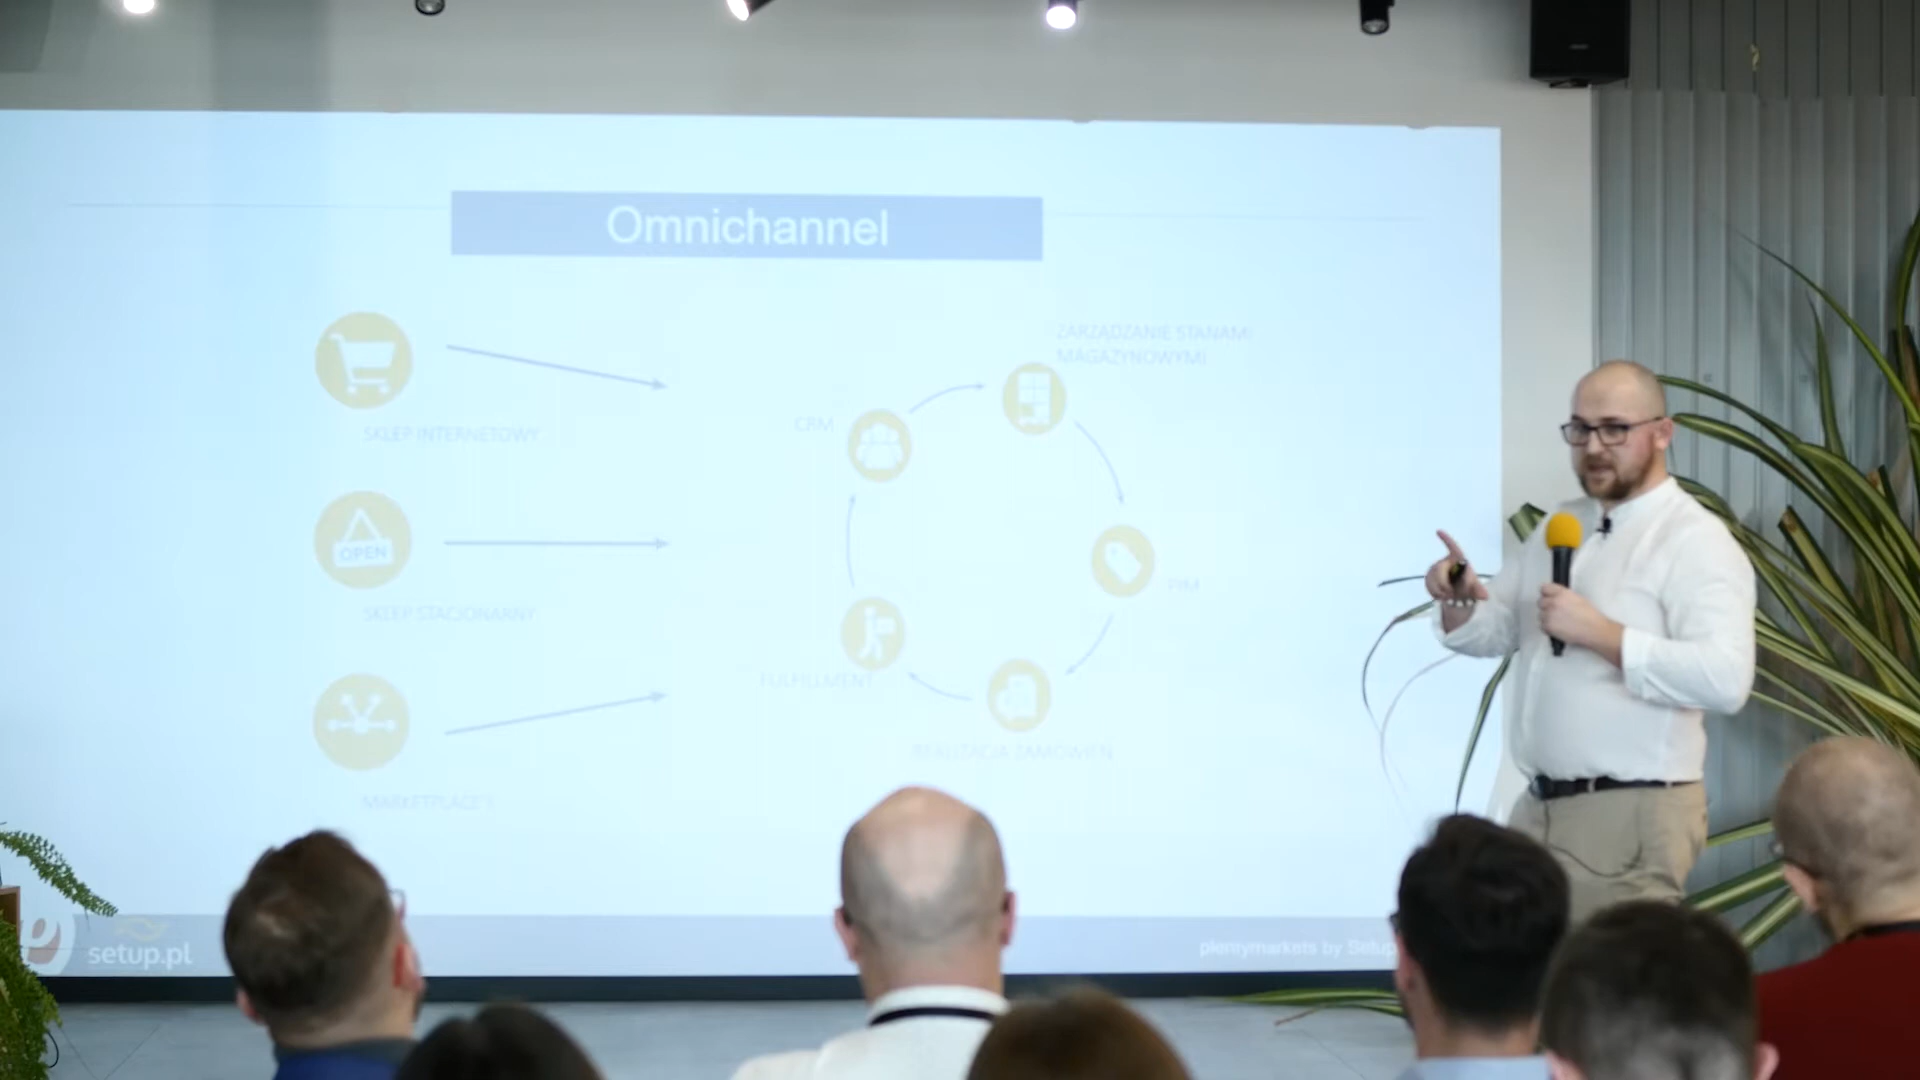 Omnichannel
ZARZĄDZANIE STANAMI
MAGAZYNOWYMI
CRM
SKLEP INTERNETOWY
OPEN
PIM
SKLEP STACJONARNY
FULFILLMENT
REALIZACJA ZAMÓWIEŃ
MARKETPLACE'S
setup.pl
plentymarkets by Setup